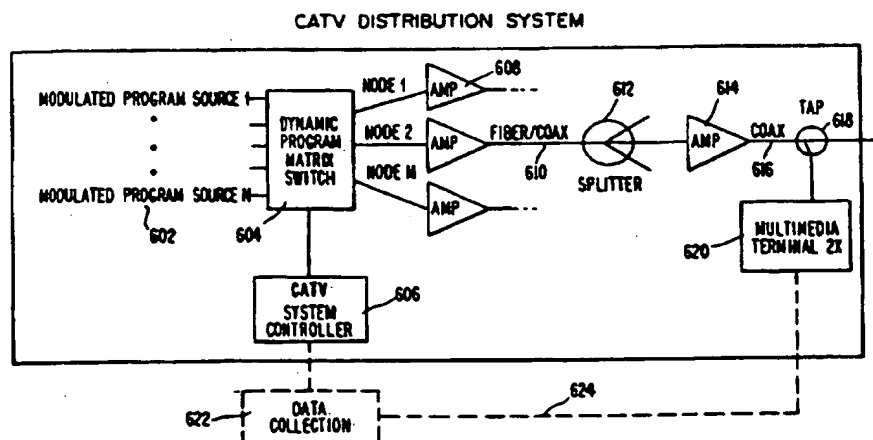 CATV DISTRIBUTION SYSTEM
MODULATED PROGRAM SOURCE 1
MODULATED PROGRAM SOURCE N
602
DYNAMIC
PROGRAM
MATRIX
SWITCH
604
NODE 1
NODE 2
NODE M
AMP
608
AMP
AMP
FIBER/COAX
610
612
SPLITTER
614
AMP
COAX
616
TAP
618
620
MULTIMEDIA
TERMINAL 2X
CATV
SYSTEM
CONTROLLER
606
622
DATA
COLLECTION
624